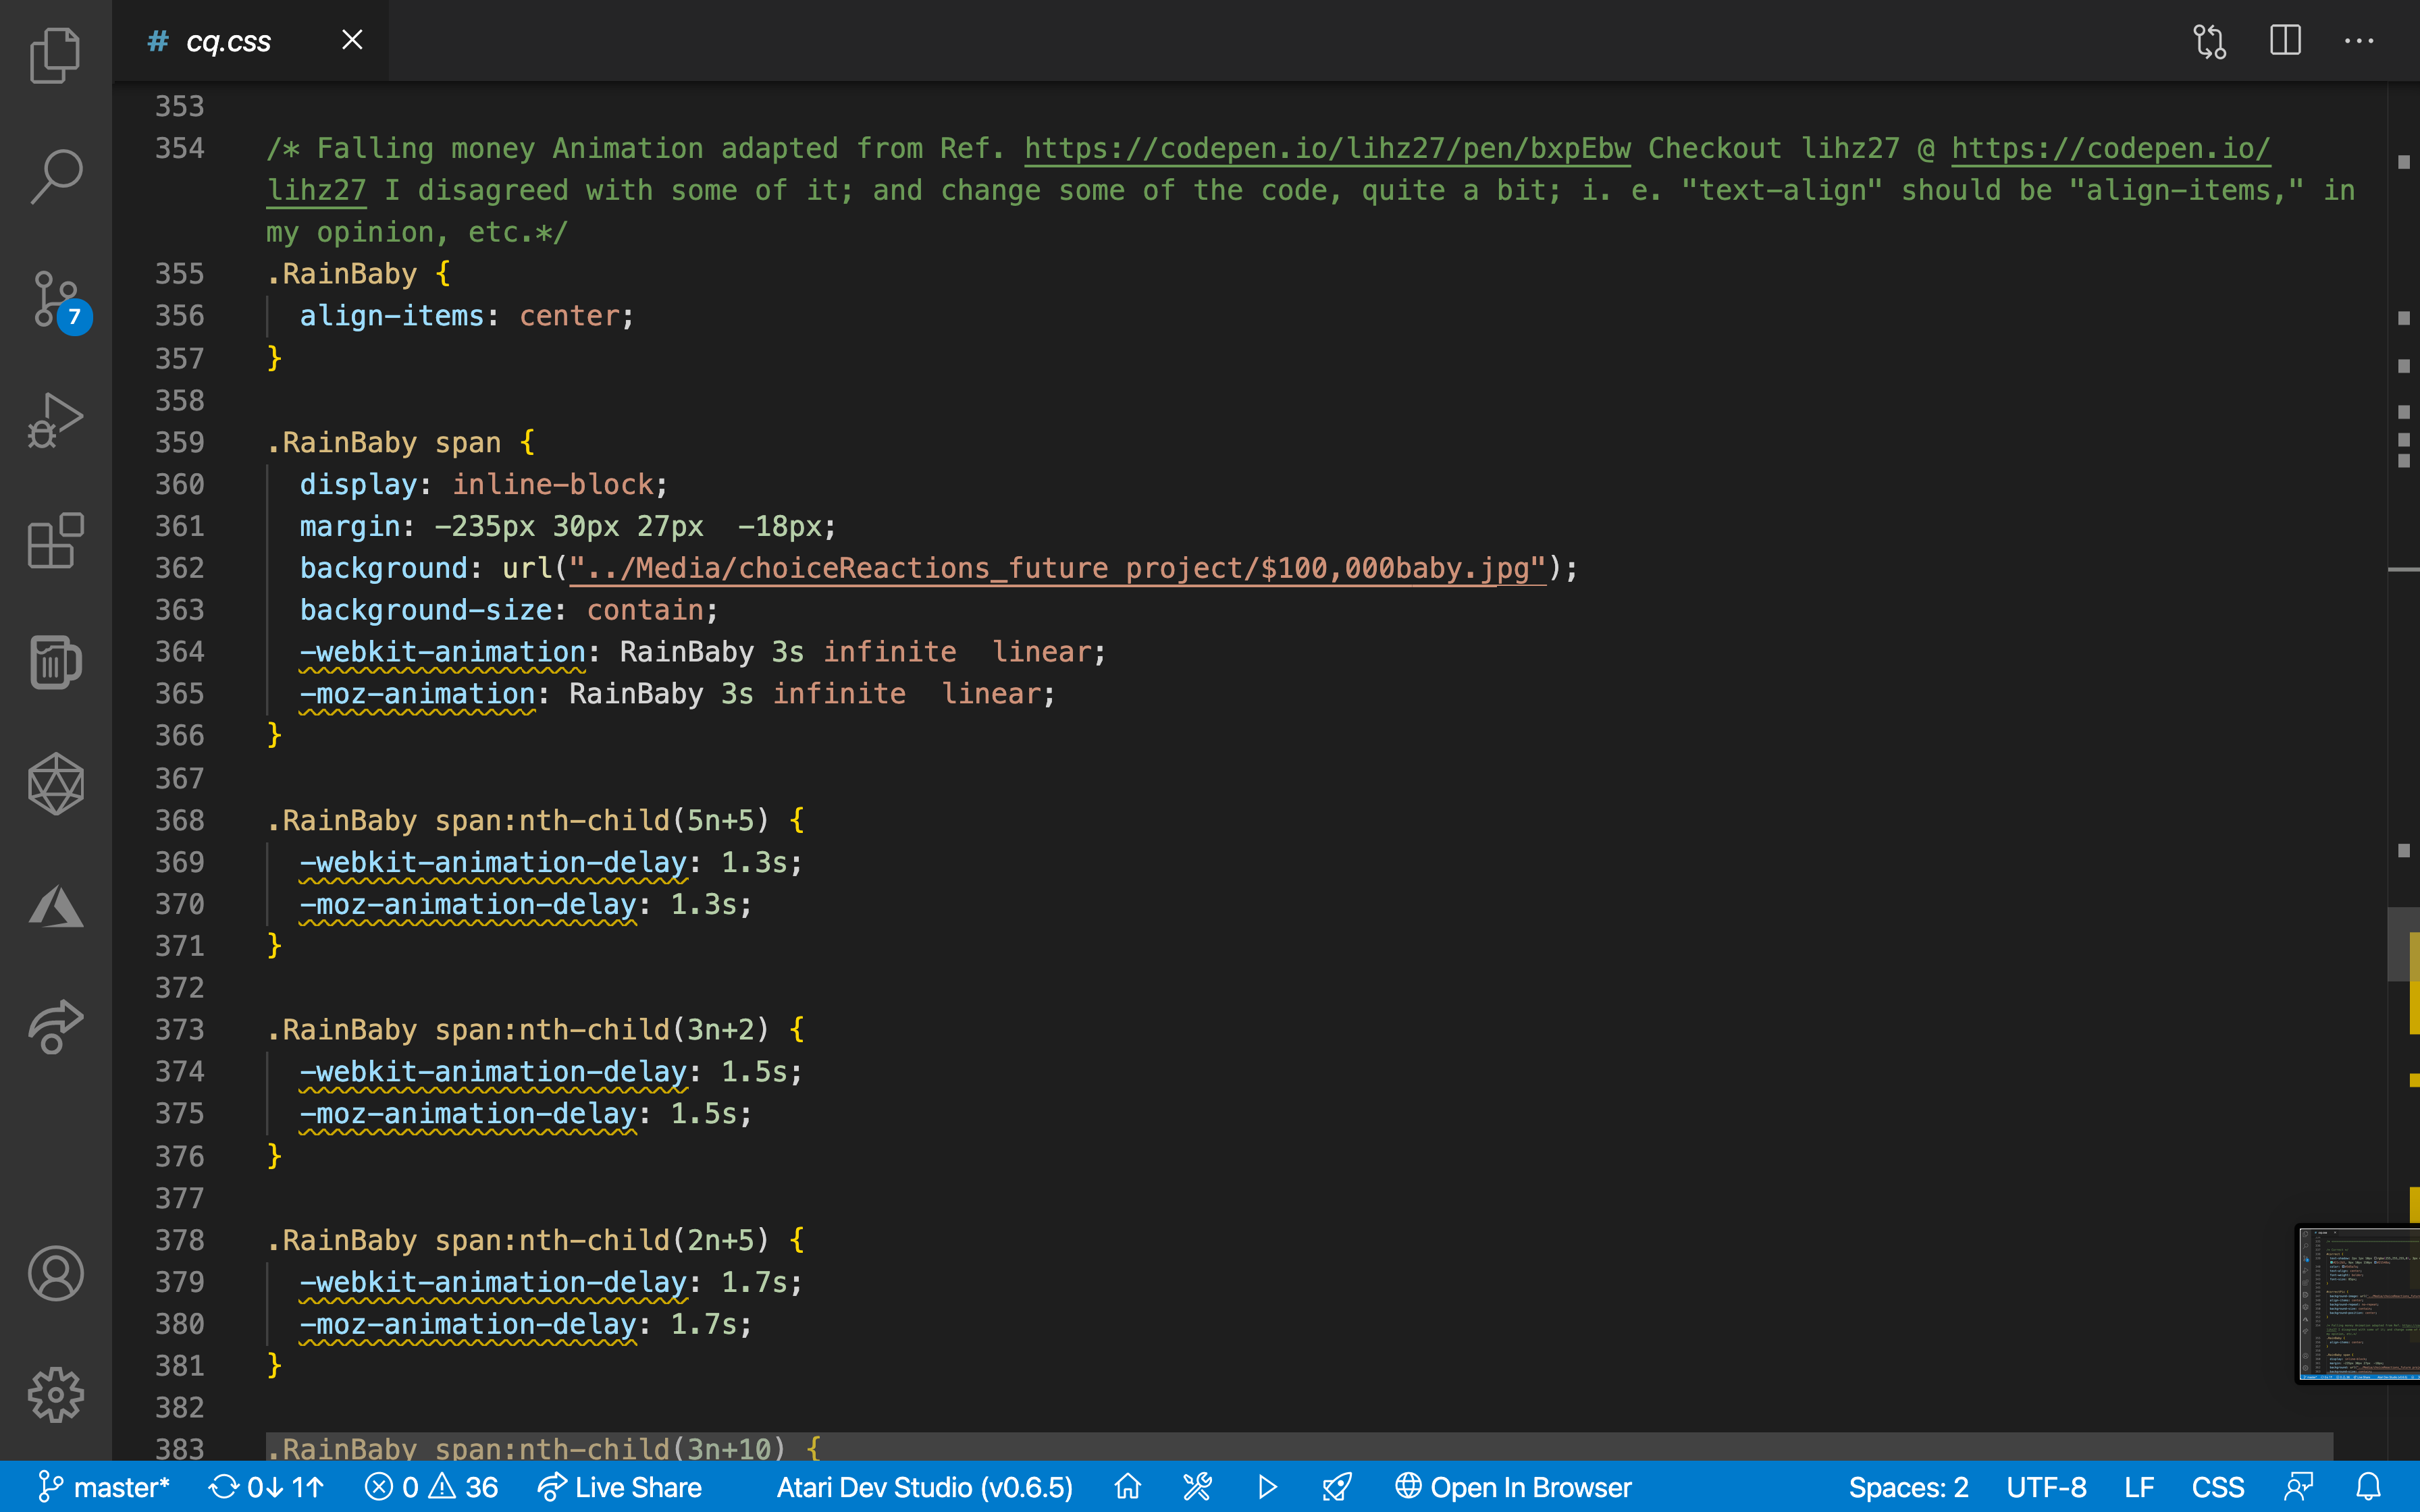 # cq.css
353
354 /* Falling money Animation adapted from Ref. https://codepen.io/lihz27/pen/bxpEbw Checkout lihz27 @ https://codepen.io/
lihz27 I disagreed with some of it; and change some of the code, quite a bit; i. e. "text-align" should be "align-items," in
my opinion, etc.*/
355 .RainBaby {
356 align-items: center;
357 }
358
359 .RainBaby span {
360 display: inline-block;
361 margin: -235px 30px 27px  -18px;
362 background: url("../Media/choiceReactions_future project/$100,000baby.jpg");
363 background-size: contain;
364 -webkit-animation: RainBaby 3s infinite  linear;
365 -moz-animation: RainBaby 3s infinite  linear;
366 }
367
368 .RainBaby span:nth-child(5n+5) {
369 -webkit-animation-delay: 1.3s;
370 -moz-animation-delay: 1.3s;
371 }
372
373 .RainBaby span:nth-child(3n+2) {
374 -webkit-animation-delay: 1.5s;
375 -moz-animation-delay: 1.5s;
376 }
377
378 .RainBaby span:nth-child(2n+5) {
379 -webkit-animation-delay: 1.7s;
380 -moz-animation-delay: 1.7s;
381 }
382
383 .RainBaby span:nth-child(3n+10) {
7
master* 0↓ 1↑ 0 36 Live Share Atari Dev Studio (v0.6.5) Open In Browser Spaces: 2 UTF-8 LF CSS